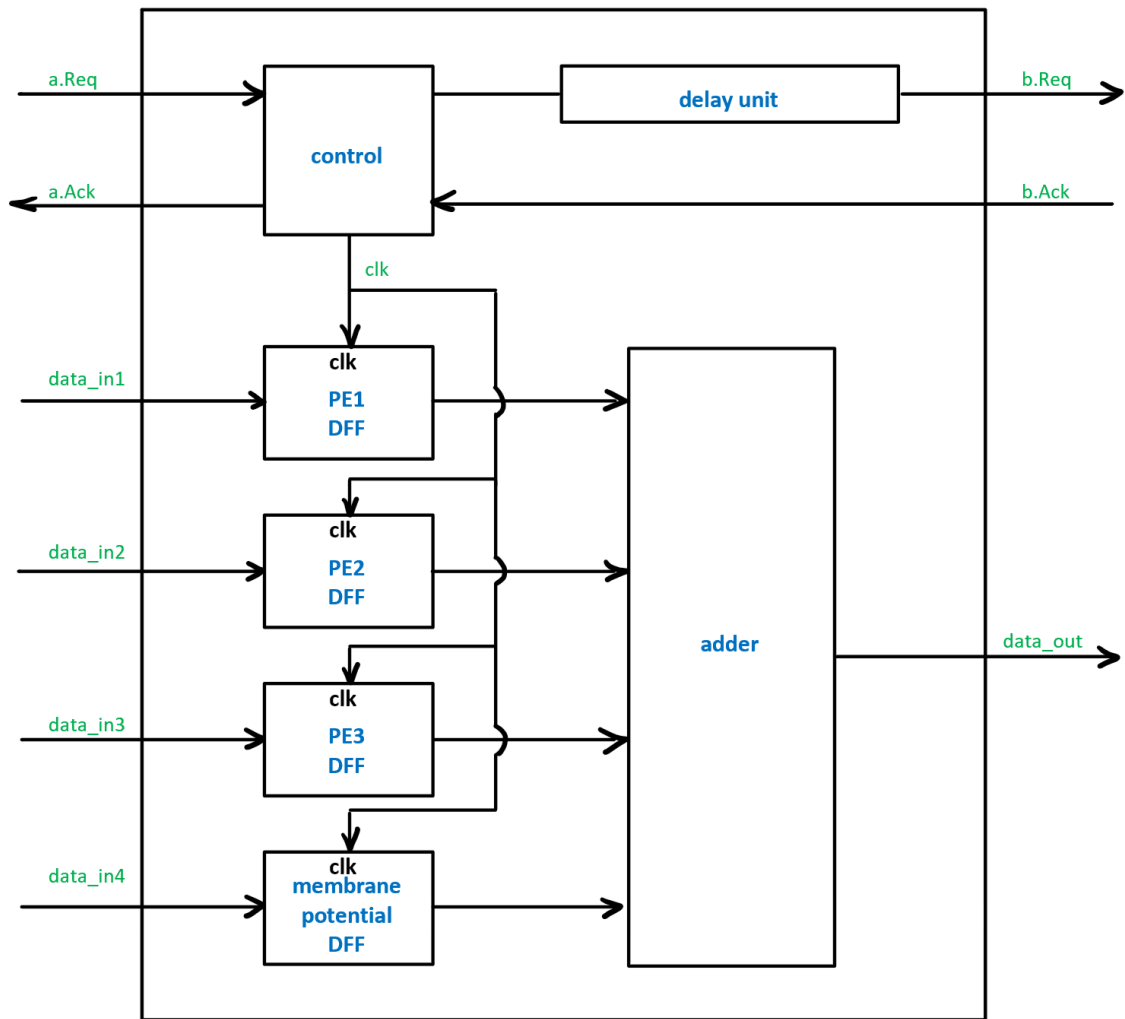 a.Req
delay unit
b.Req
control
a.Ack
b.Ack
clk
clk
data_in1
PE1
DFF
clk
data_in2
PE2
DFF
adder
data_out
clk
data_in3
PE3
DFF
clk
data_in4
membrane
potential
DFF